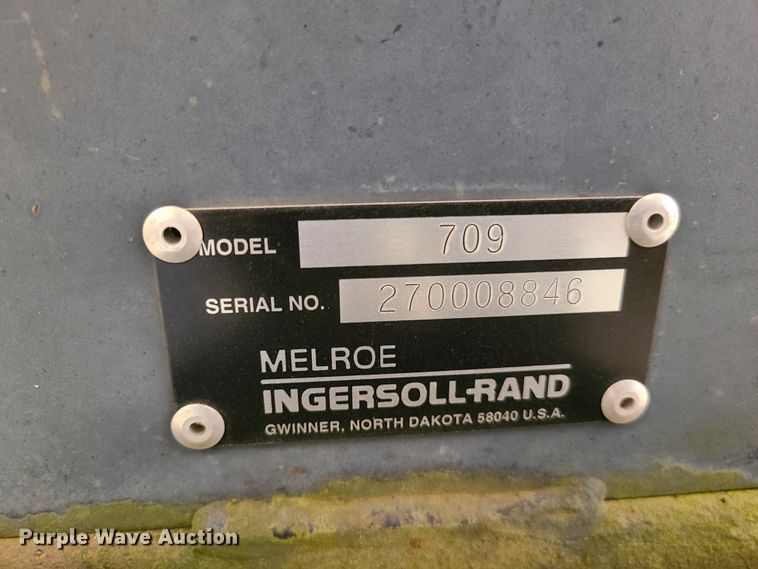 MODEL 709
SERIAL NO. 270008846
MELROE
INGERSOLL-RAND
GWINNER, NORTH DAKOTA 58040 U.S.A.
Purple Wave Auction